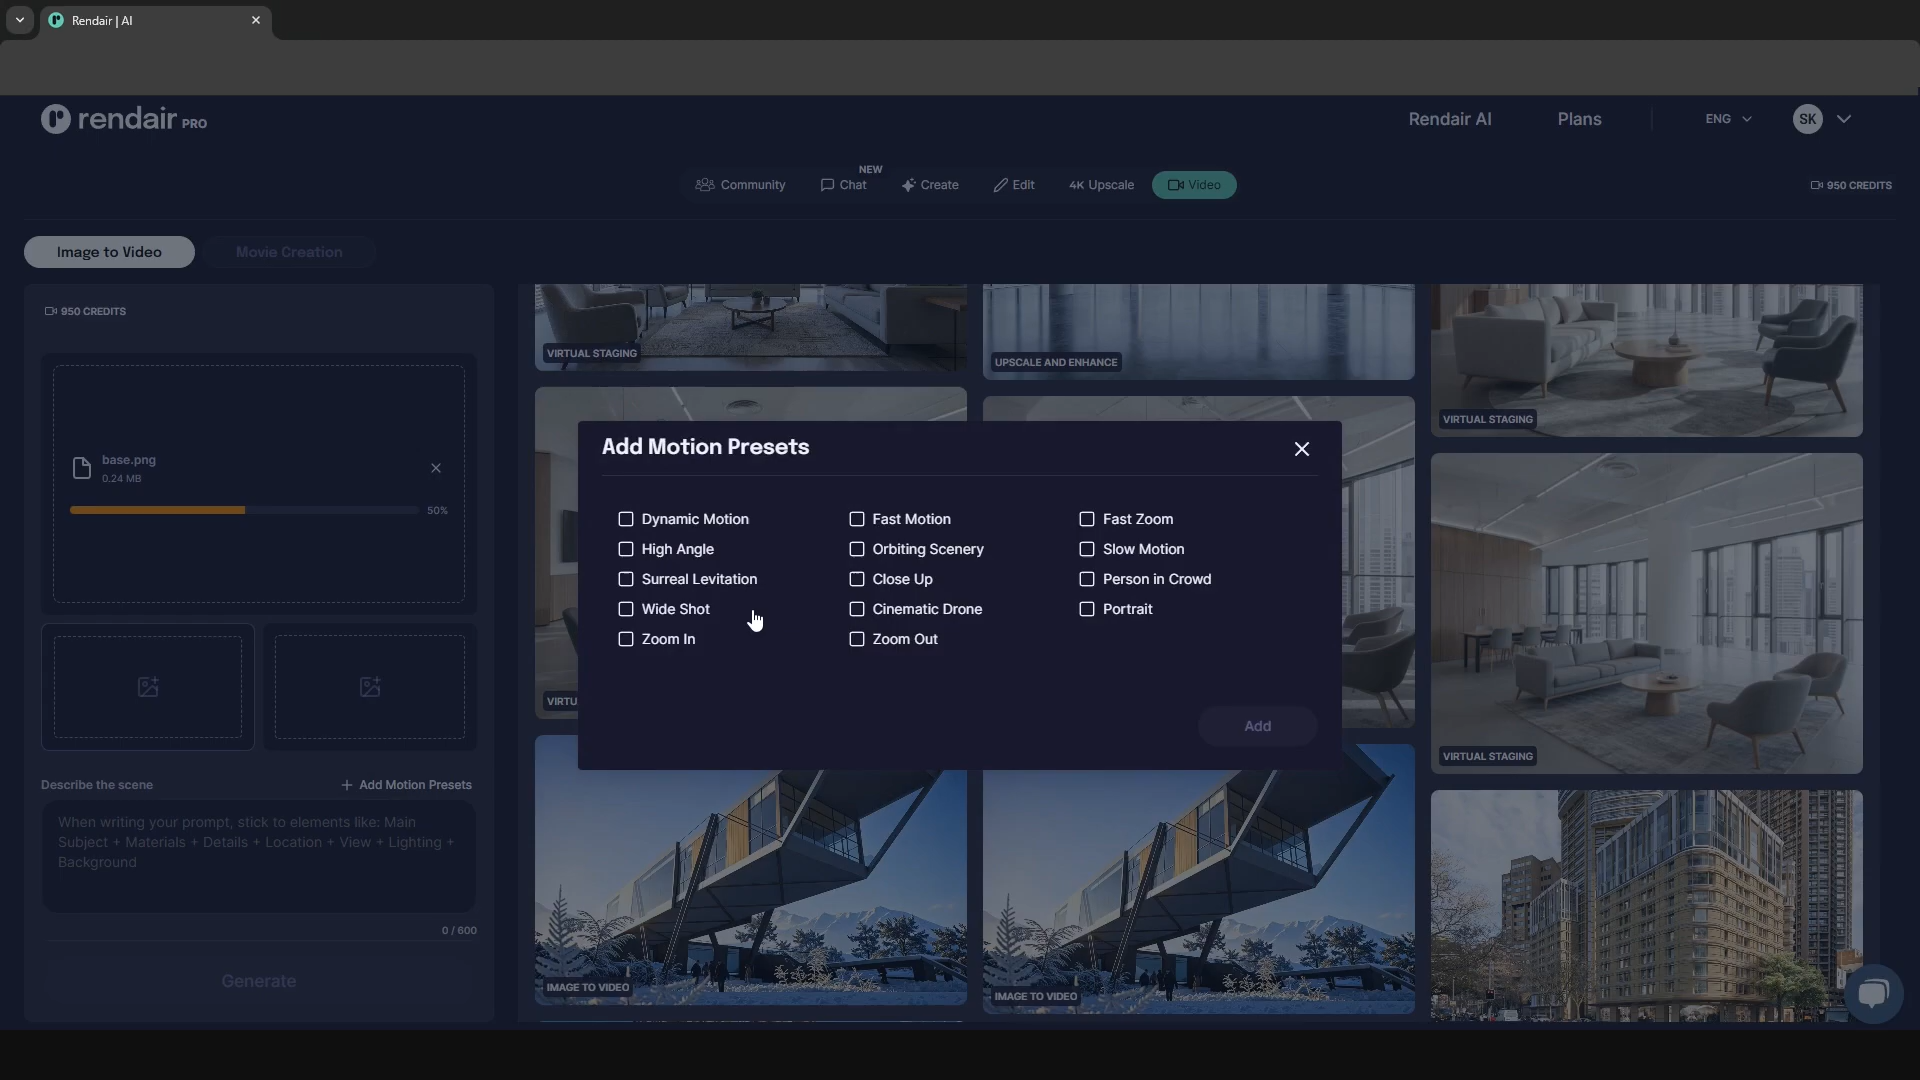 Rendair | AI
rendair PRO
Rendair AI
Plans
ENG
SK
Community
Chat
NEW
Create
Edit
4K Upscale
Video
950 CREDITS
Image to Video
Movie Creation
950 CREDITS
base.png
0.24 MB
50%
Describe the scene
Add Motion Presets
When writing your prompt, stick to elements like: Main
Subject + Materials + Details + Location + View + Lighting +
Background
0 / 600
Generate
VIRTUAL STAGING
UPSCALE AND ENHANCE
VIRTUAL STAGING
Add Motion Presets
Dynamic Motion
Fast Motion
Fast Zoom
High Angle
Orbiting Scenery
Slow Motion
Surreal Levitation
Close Up
Person in Crowd
Wide Shot
Cinematic Drone
Portrait
Zoom In
Zoom Out
Add
VIRTU
VIRTUAL STAGING
IMAGE TO VIDEO
IMAGE TO VIDEO